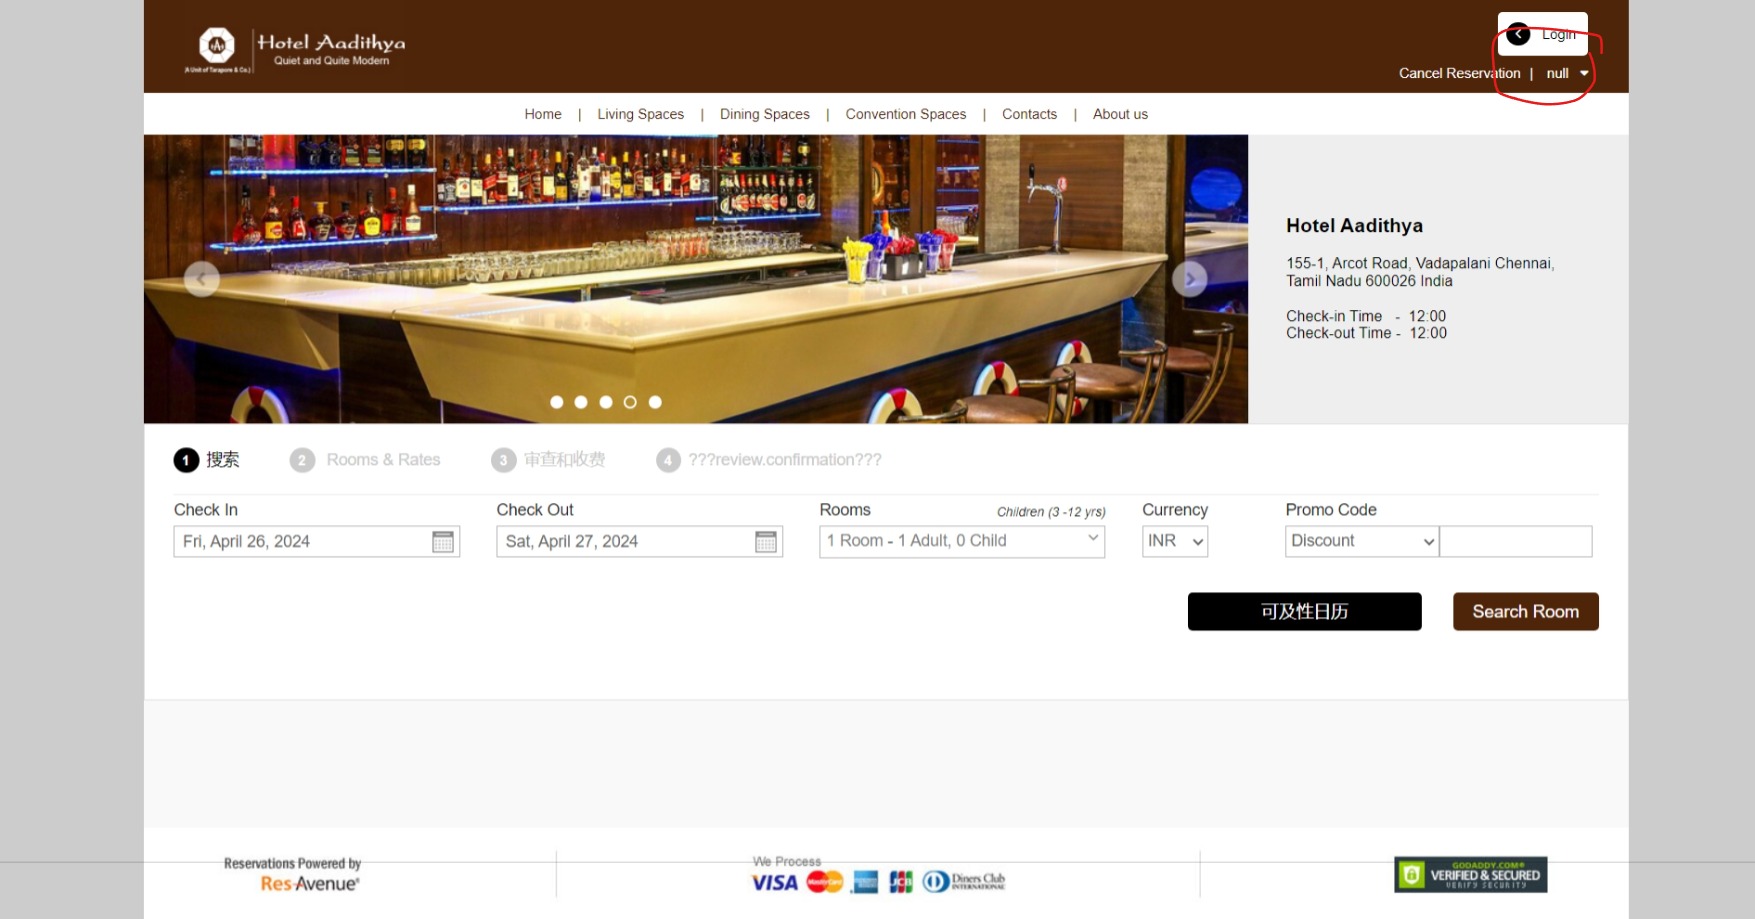 Hotel Aadithya
Quiet and Quite Modern
(A Unit of Tarapore & Co.)
Login
Cancel Reservation | null
Home | Living Spaces | Dining Spaces | Convention Spaces | Contacts | About us
Hotel Aadithya
155-1, Arcot Road, Vadapalani Chennai,
Tamil Nadu 600026 India
Check-in Time - 12:00
Check-out Time - 12:00
1 搜索 2 Rooms & Rates 3 审查和收费 4 ???review.confirmation???
Check In
Fri, April 26, 2024
Check Out
Sat, April 27, 2024
Rooms Children (3 -12 yrs)
1 Room - 1 Adult, 0 Child
Currency
INR
Promo Code
Discount
可及性日历 Search Room
Reservations Powered by
ResAvenue
We Process
VISA MasterCard JCB Diners Club
INTERNATIONAL
GODADDY.COM®
VERIFIED & SECURED
VERIFY SECURITY